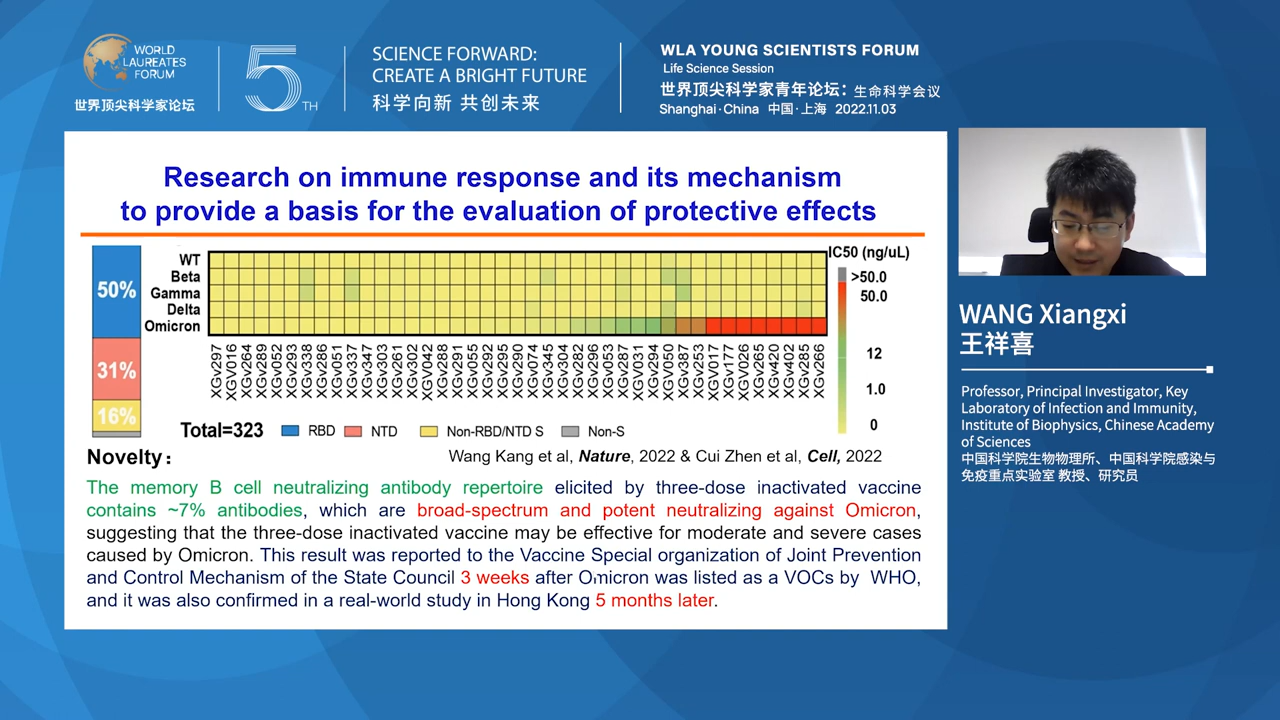 WORLD
LAUREATES
FORUM
世界顶尖科学家论坛
5TH
SCIENCE FORWARD:
CREATE A BRIGHT FUTURE
科学向新 共创未来
WLA YOUNG SCIENTISTS FORUM
Life Science Session
世界顶尖科学家青年论坛：生命科学会议
Shanghai·China 中国·上海 2022.11.03
Research on immune response and its mechanism
to provide a basis for the evaluation of protective effects
50%
31%
16%
WT
Beta
Gamma
Delta
Omicron
XGv297
XGV016
XGv264
XGv289
XGv052
XGv293
XGv338
XGv286
XGv051
XGv337
XGv347
XGv303
XGv261
XGv302
XGV042
XGv288
XGv291
XGv055
XGv292
XGv295
XGv290
XGv074
XGv345
XGv304
XGv282
XGv296
XGv053
XGv287
XGV031
XGv294
XGV050
XGv387
XGv253
XGV017
XGv177
XGV026
XGv265
XGv420
XGv402
XGv285
XGv266
IC50 (ng/uL)
>50.0
50.0
12
1.0
0
Total=323 RBD NTD Non-RBD/NTD S Non-S
Novelty：
Wang Kang et al, Nature, 2022 & Cui Zhen et al, Cell, 2022
The memory B cell neutralizing antibody repertoire elicited by three-dose inactivated vaccine
contains ~7% antibodies, which are broad-spectrum and potent neutralizing against Omicron,
suggesting that the three-dose inactivated vaccine may be effective for moderate and severe cases
caused by Omicron. This result was reported to the Vaccine Special organization of Joint Prevention
and Control Mechanism of the State Council 3 weeks after Omicron was listed as a VOCs by WHO,
and it was also confirmed in a real-world study in Hong Kong 5 months later.
WANG Xiangxi
王祥喜
Professor, Principal Investigator, Key
Laboratory of Infection and Immunity,
Institute of Biophysics, Chinese Academy
of Sciences
中国科学院生物物理所、中国科学院感染与
免疫重点实验室 教授、研究员